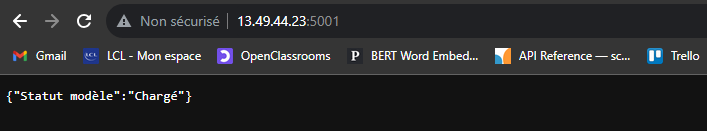 Non sécurisé 13.49.44.23:5001
Gmail LCL - Mon espace OpenClassrooms P BERT Word Embed... API Reference — sc... Trello
{"Statut modèle":"Chargé"}